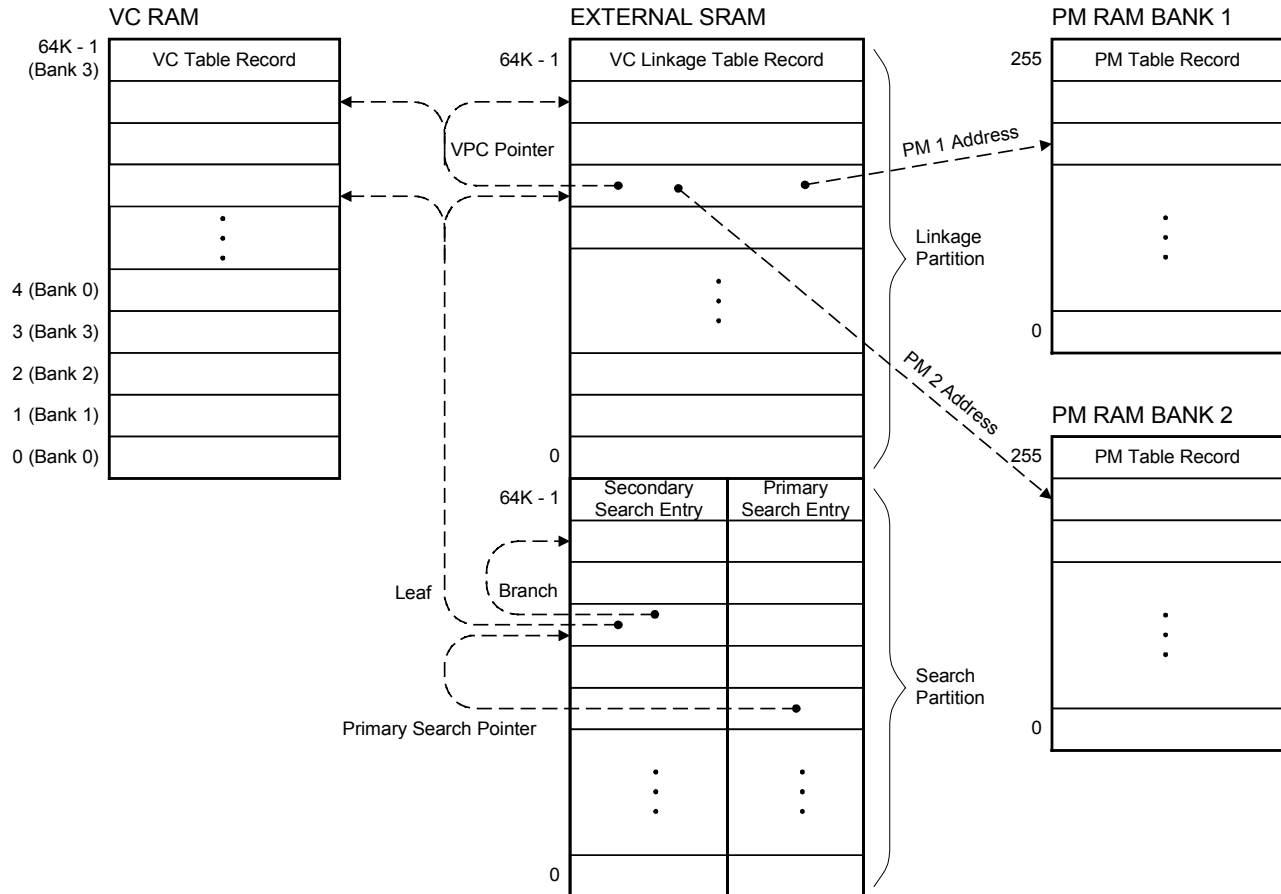 VC RAM
64K - 1
(Bank 3)
VC Table Record
4 (Bank 0)
3 (Bank 3)
2 (Bank 2)
1 (Bank 1)
0 (Bank 0)
VPC Pointer
Leaf
Branch
Primary Search Pointer
EXTERNAL SRAM
64K - 1
VC Linkage Table Record
0
Linkage
Partition
64K - 1
Secondary
Search Entry
Primary
Search Entry
0
Search
Partition
PM 1 Address
PM 2 Address
PM RAM BANK 1
255
PM Table Record
0
PM RAM BANK 2
255
PM Table Record
0